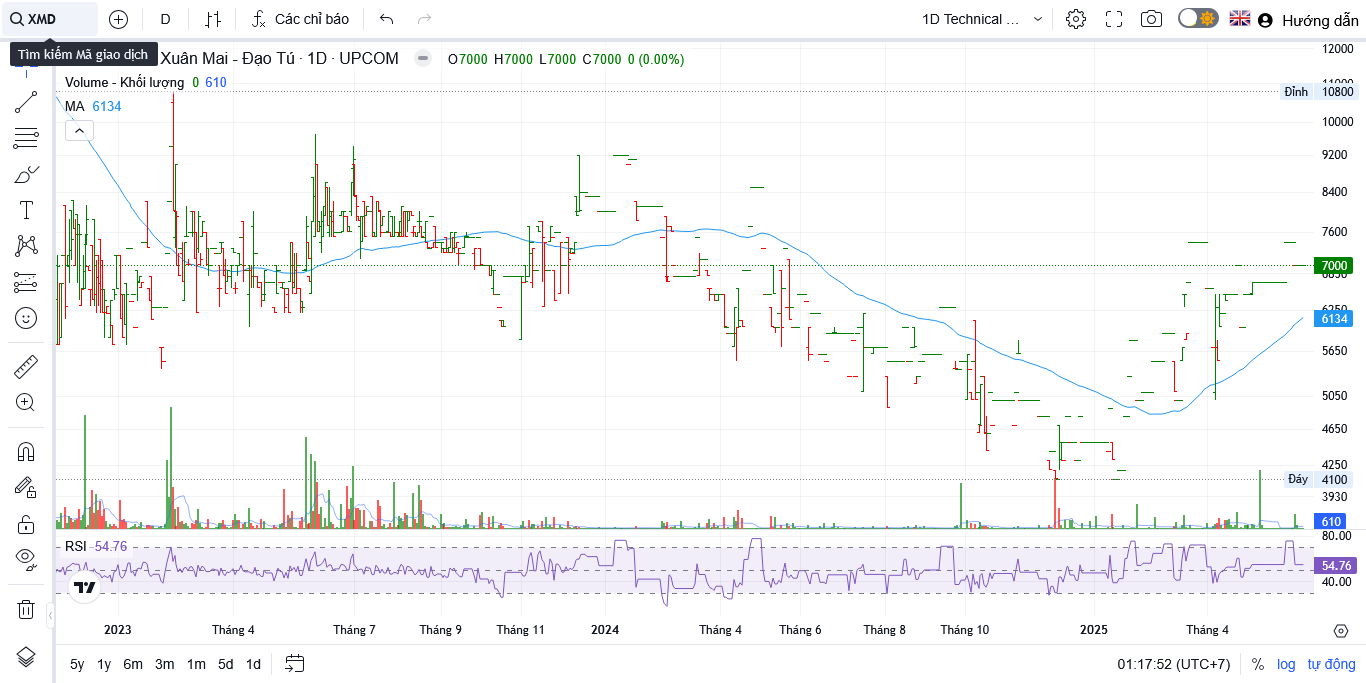 XMD
D
Các chỉ báo
1D Technical ...
Hướng dẫn
Tìm kiếm Mã giao dịch
Xuân Mai - Đạo Tú · 1D · UPCOM
O7000 H7000 L7000 C7000 0 (0.00%)
Volume - Khối lượng 0 610
MA 6134
12000
11000
Đỉnh 10800
10000
9200
8400
7600
7000
6850
6250
6134
5650
5050
4650
4250
Đáy 4100
3930
610
RSI 54.76
80.00
54.76
40.00
2023 Tháng 4 Tháng 7 Tháng 9 Tháng 11 2024 Tháng 4 Tháng 6 Tháng 8 Tháng 10 2025 Tháng 4
5y 1y 6m 3m 1m 5d 1d
01:17:52 (UTC+7) % log tự động